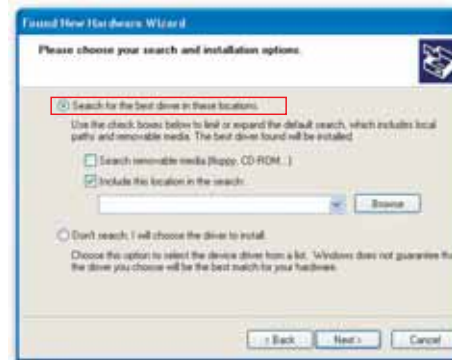 Found New Hardware Wizard
Please choose your search and installation options.
Search for the best driver in these locations.
Use the check boxes below to limit or expand the default search, which includes local
paths and removable media. The best driver found will be installed.
Search removable media (floppy, CD-ROM...)
Include this location in the search:
Browse
Don't search. I will choose the driver to install.
Choose this option to select the device driver from a list. Windows does not guarantee
the driver you choose will be the best match for your hardware.
< Back
Next >
Cancel